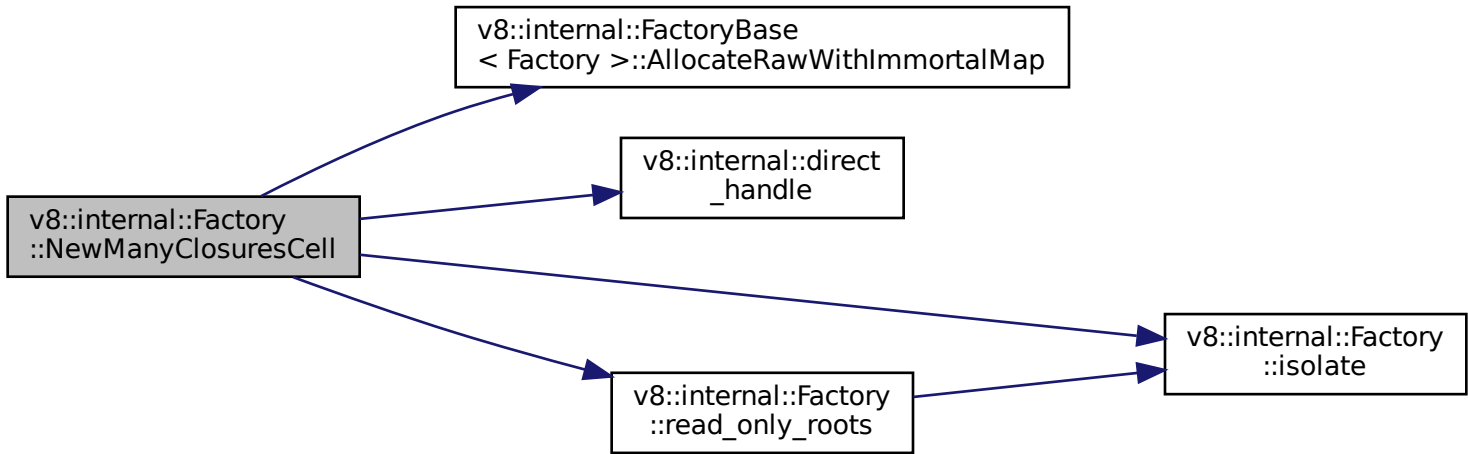 v8::internal::FactoryBase
< Factory >::AllocateRawWithImmortalMap
v8::internal::direct
_handle
v8::internal::Factory
::NewManyClosuresCell
v8::internal::Factory
::isolate
v8::internal::Factory
::read_only_roots